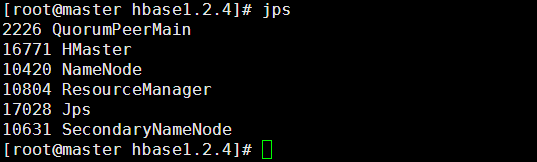 [root@master hbase1.2.4]# jps
2226 QuorumPeerMain
16771 HMaster
10420 NameNode
10804 ResourceManager
17028 Jps
10631 SecondaryNameNode
[root@master hbase1.2.4]#